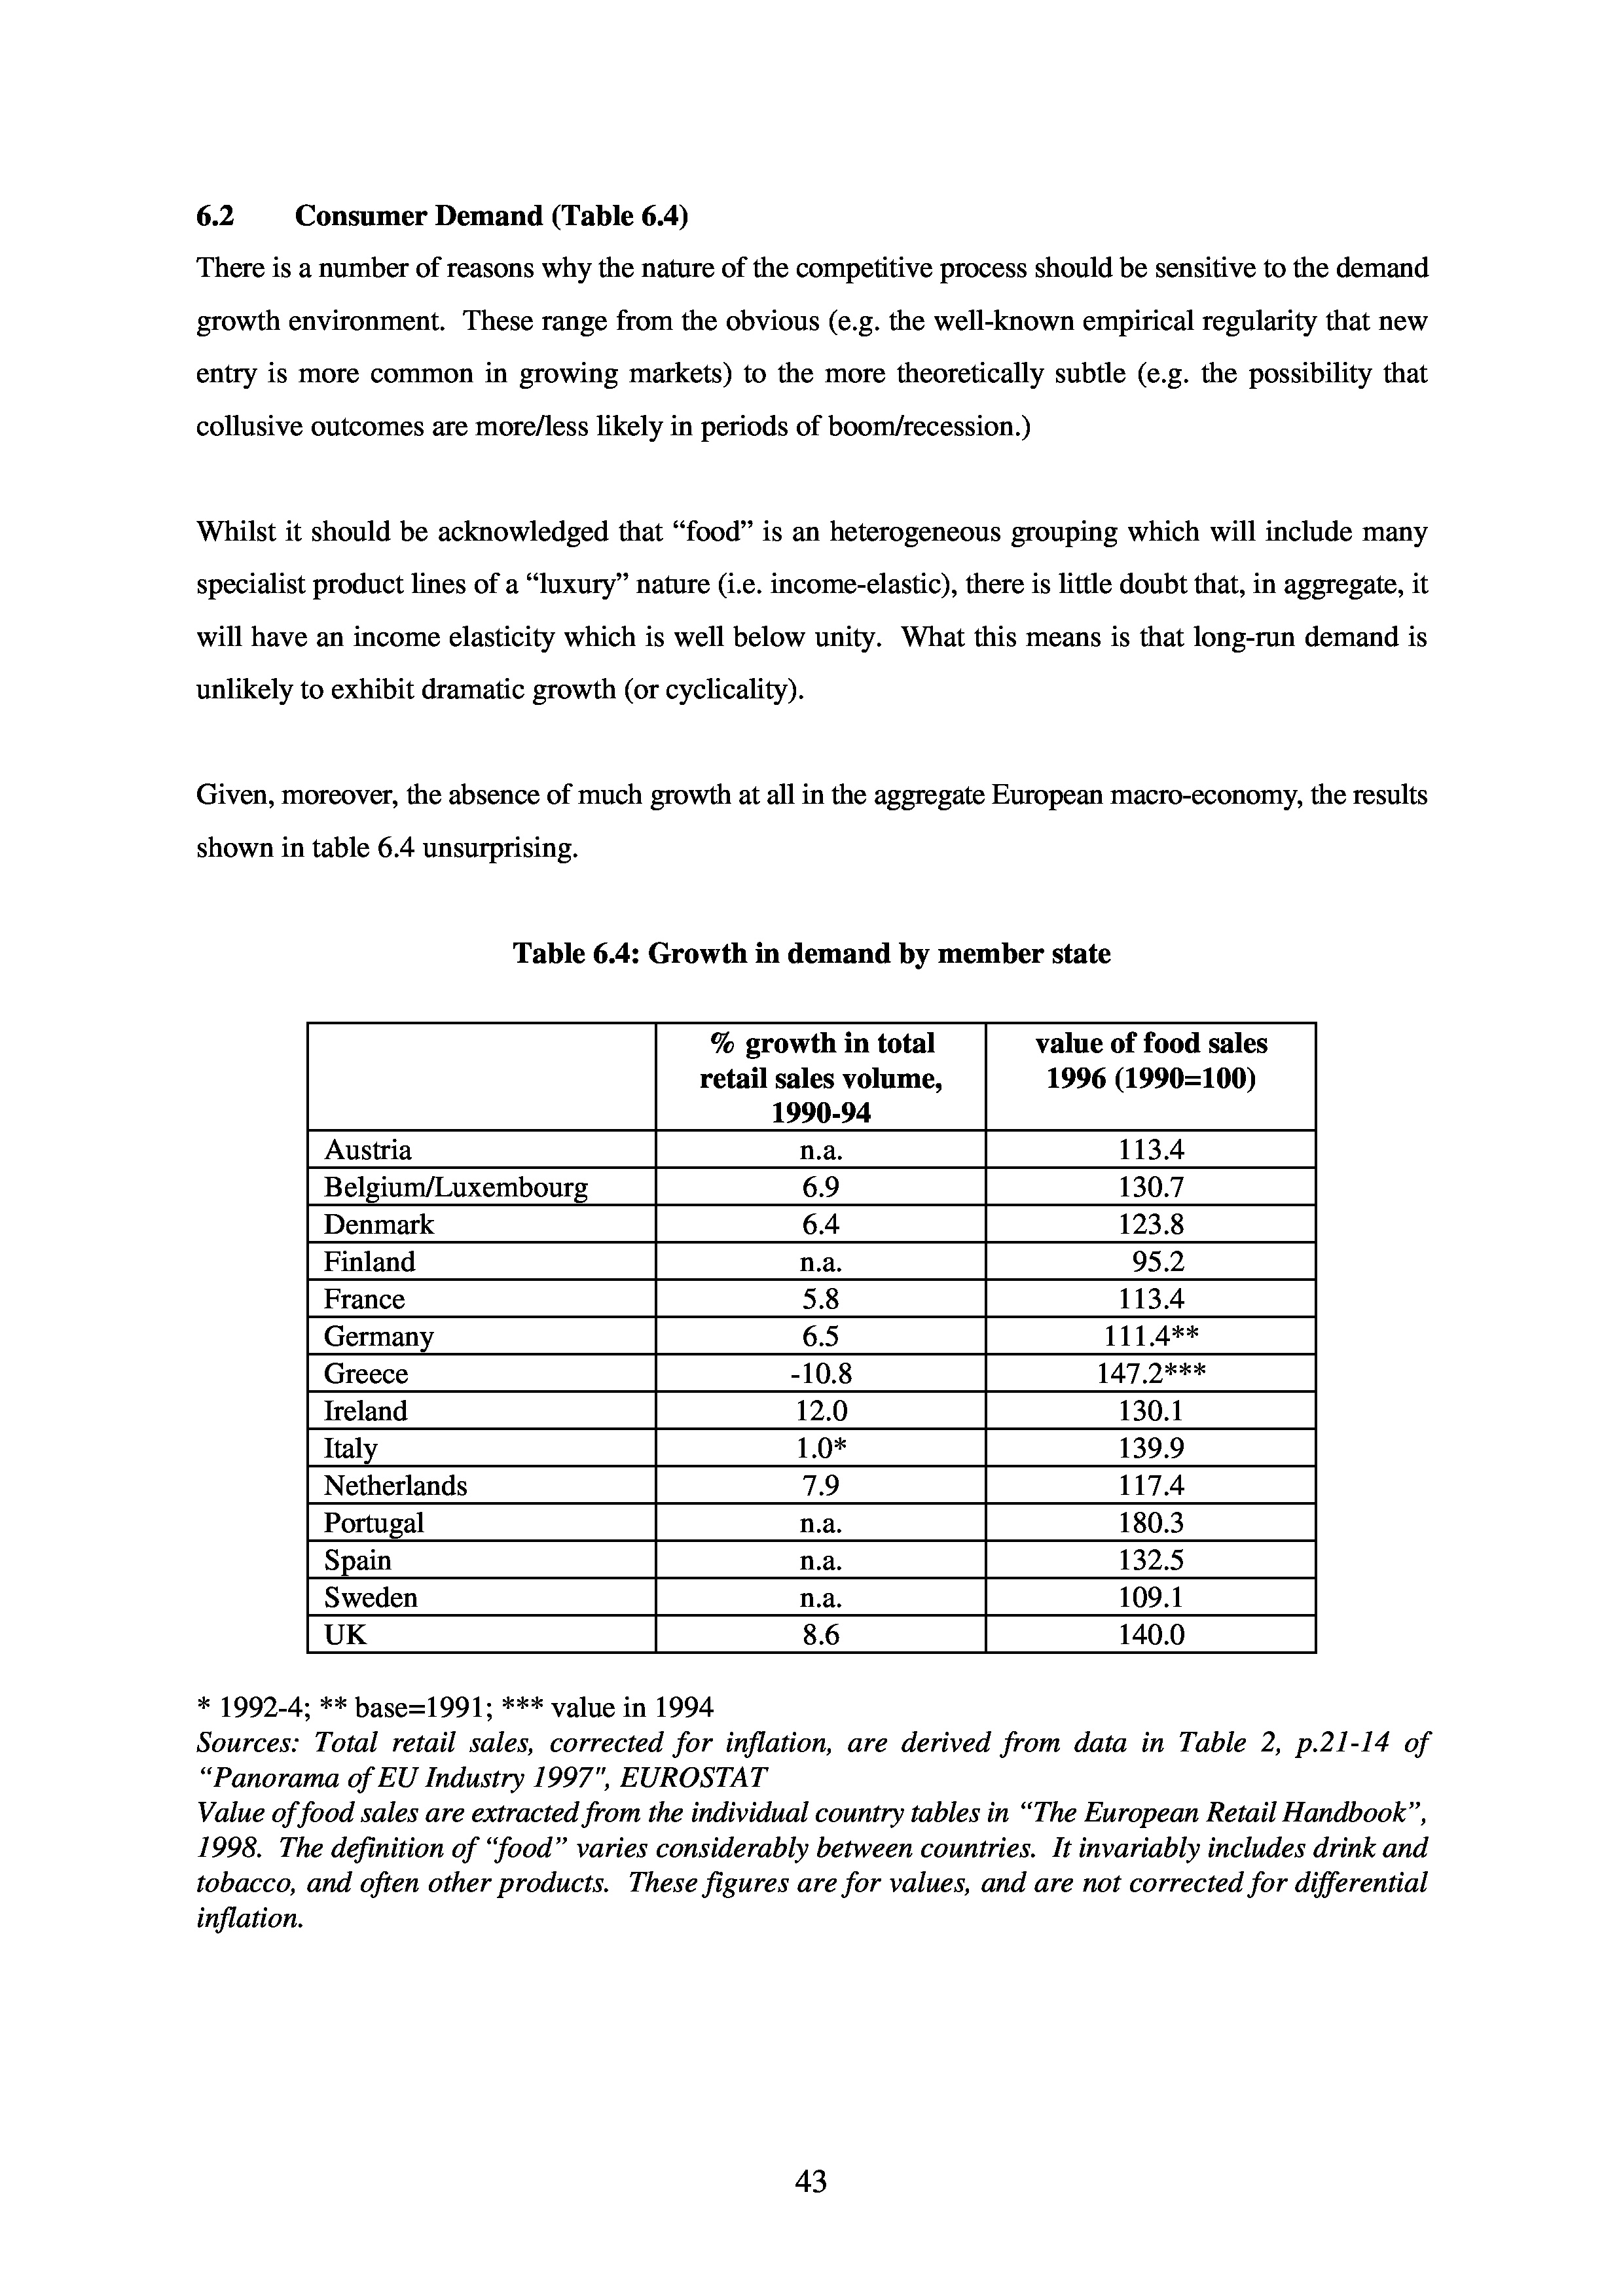 6.2 Consumer Demand (Table 6.4)
There is a number of reasons why the nature of the competitive process should be sensitive to the demand
growth environment. These range from the obvious (e.g. the well-known empirical regularity that new
entry is more common in growing markets) to the more theoretically subtle (e.g. the possibility that
collusive outcomes are more/less likely in periods of boom/recession.)
Whilst it should be acknowledged that “food” is an heterogeneous grouping which will include many
specialist product lines of a “luxury” nature (i.e. income-elastic), there is little doubt that, in aggregate, it
will have an income elasticity which is well below unity. What this means is that long-run demand is
unlikely to exhibit dramatic growth (or cyclicality).
Given, moreover, the absence of much growth at all in the aggregate European macro-economy, the results
shown in table 6.4 unsurprising.
Table 6.4: Growth in demand by member state
% growth in total value of food sales
retail sales volume, 1996 (1990=100)
1990-94
Austria n.a. 113.4
Belgium/Luxembourg 6.9 130.7
Denmark 6.4 123.8
Finland n.a. 95.2
France 5.8 113.4
Germany 6.5 111.4**
Greece -10.8 147.2***
Ireland 12.0 130.1
Italy 1.0* 139.9
Netherlands 7.9 117.4
Portugal n.a. 180.3
Spain n.a. 132.5
Sweden n.a. 109.1
UK 8.6 140.0
* 1992-4; ** base=1991; *** value in 1994
Sources: Total retail sales, corrected for inflation, are derived from data in Table 2, p.21-14 of
“Panorama of EU Industry 1997", EUROSTAT
Value of food sales are extracted from the individual country tables in “The European Retail Handbook”,
1998. The definition of “food” varies considerably between countries. It invariably includes drink and
tobacco, and often other products. These figures are for values, and are not corrected for differential
inflation.
43